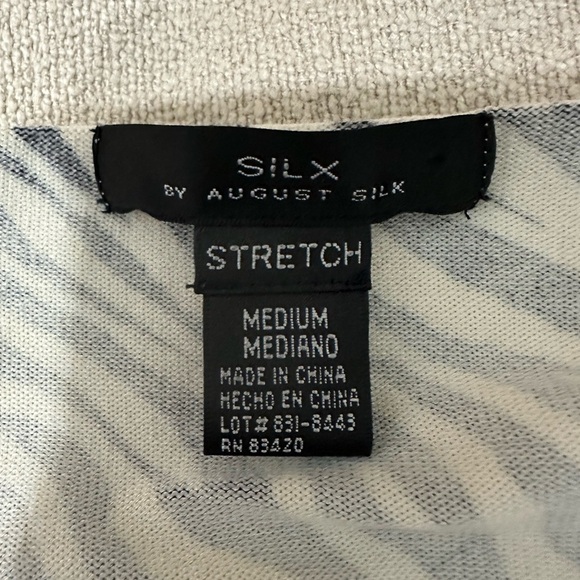 SILX
BY AUGUST SILK
STRETCH
MEDIUM
MEDIANO
MADE IN CHINA
HECHO EN CHINA
LOT# 831-8443
RN 83420